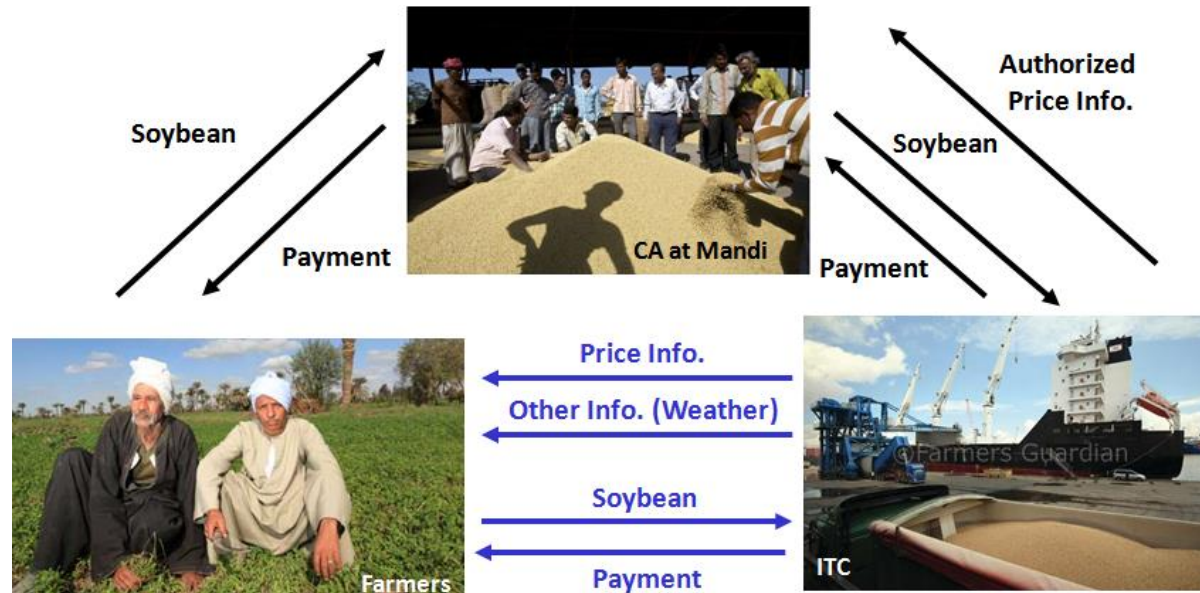 Authorized
Price Info.
Soybean
Soybean
Payment
CA at Mandi
Payment
Price Info.
Other Info. (Weather)
©Farmers Guardian
Soybean
Payment
Farmers
ITC